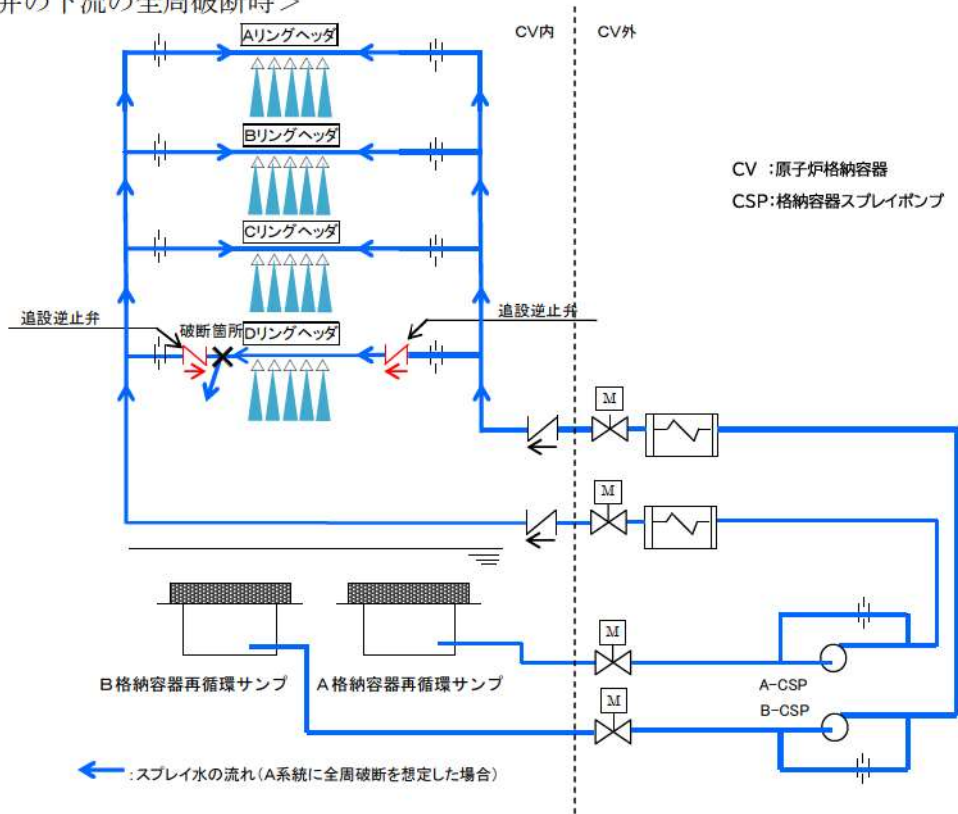 弁の下流の全周破断時＞
CV内
CV外
Aリングヘッダ
Bリングヘッダ
CV ：原子炉格納容器
CSP：格納容器スプレイポンプ
Cリングヘッダ
追設逆止弁
破断箇所
Dリングヘッダ
追設逆止弁
M
M
M
M
B格納容器再循環サンプ
A格納容器再循環サンプ
A-CSP
B-CSP
：スプレイ水の流れ（A系統に全周破断を想定した場合）